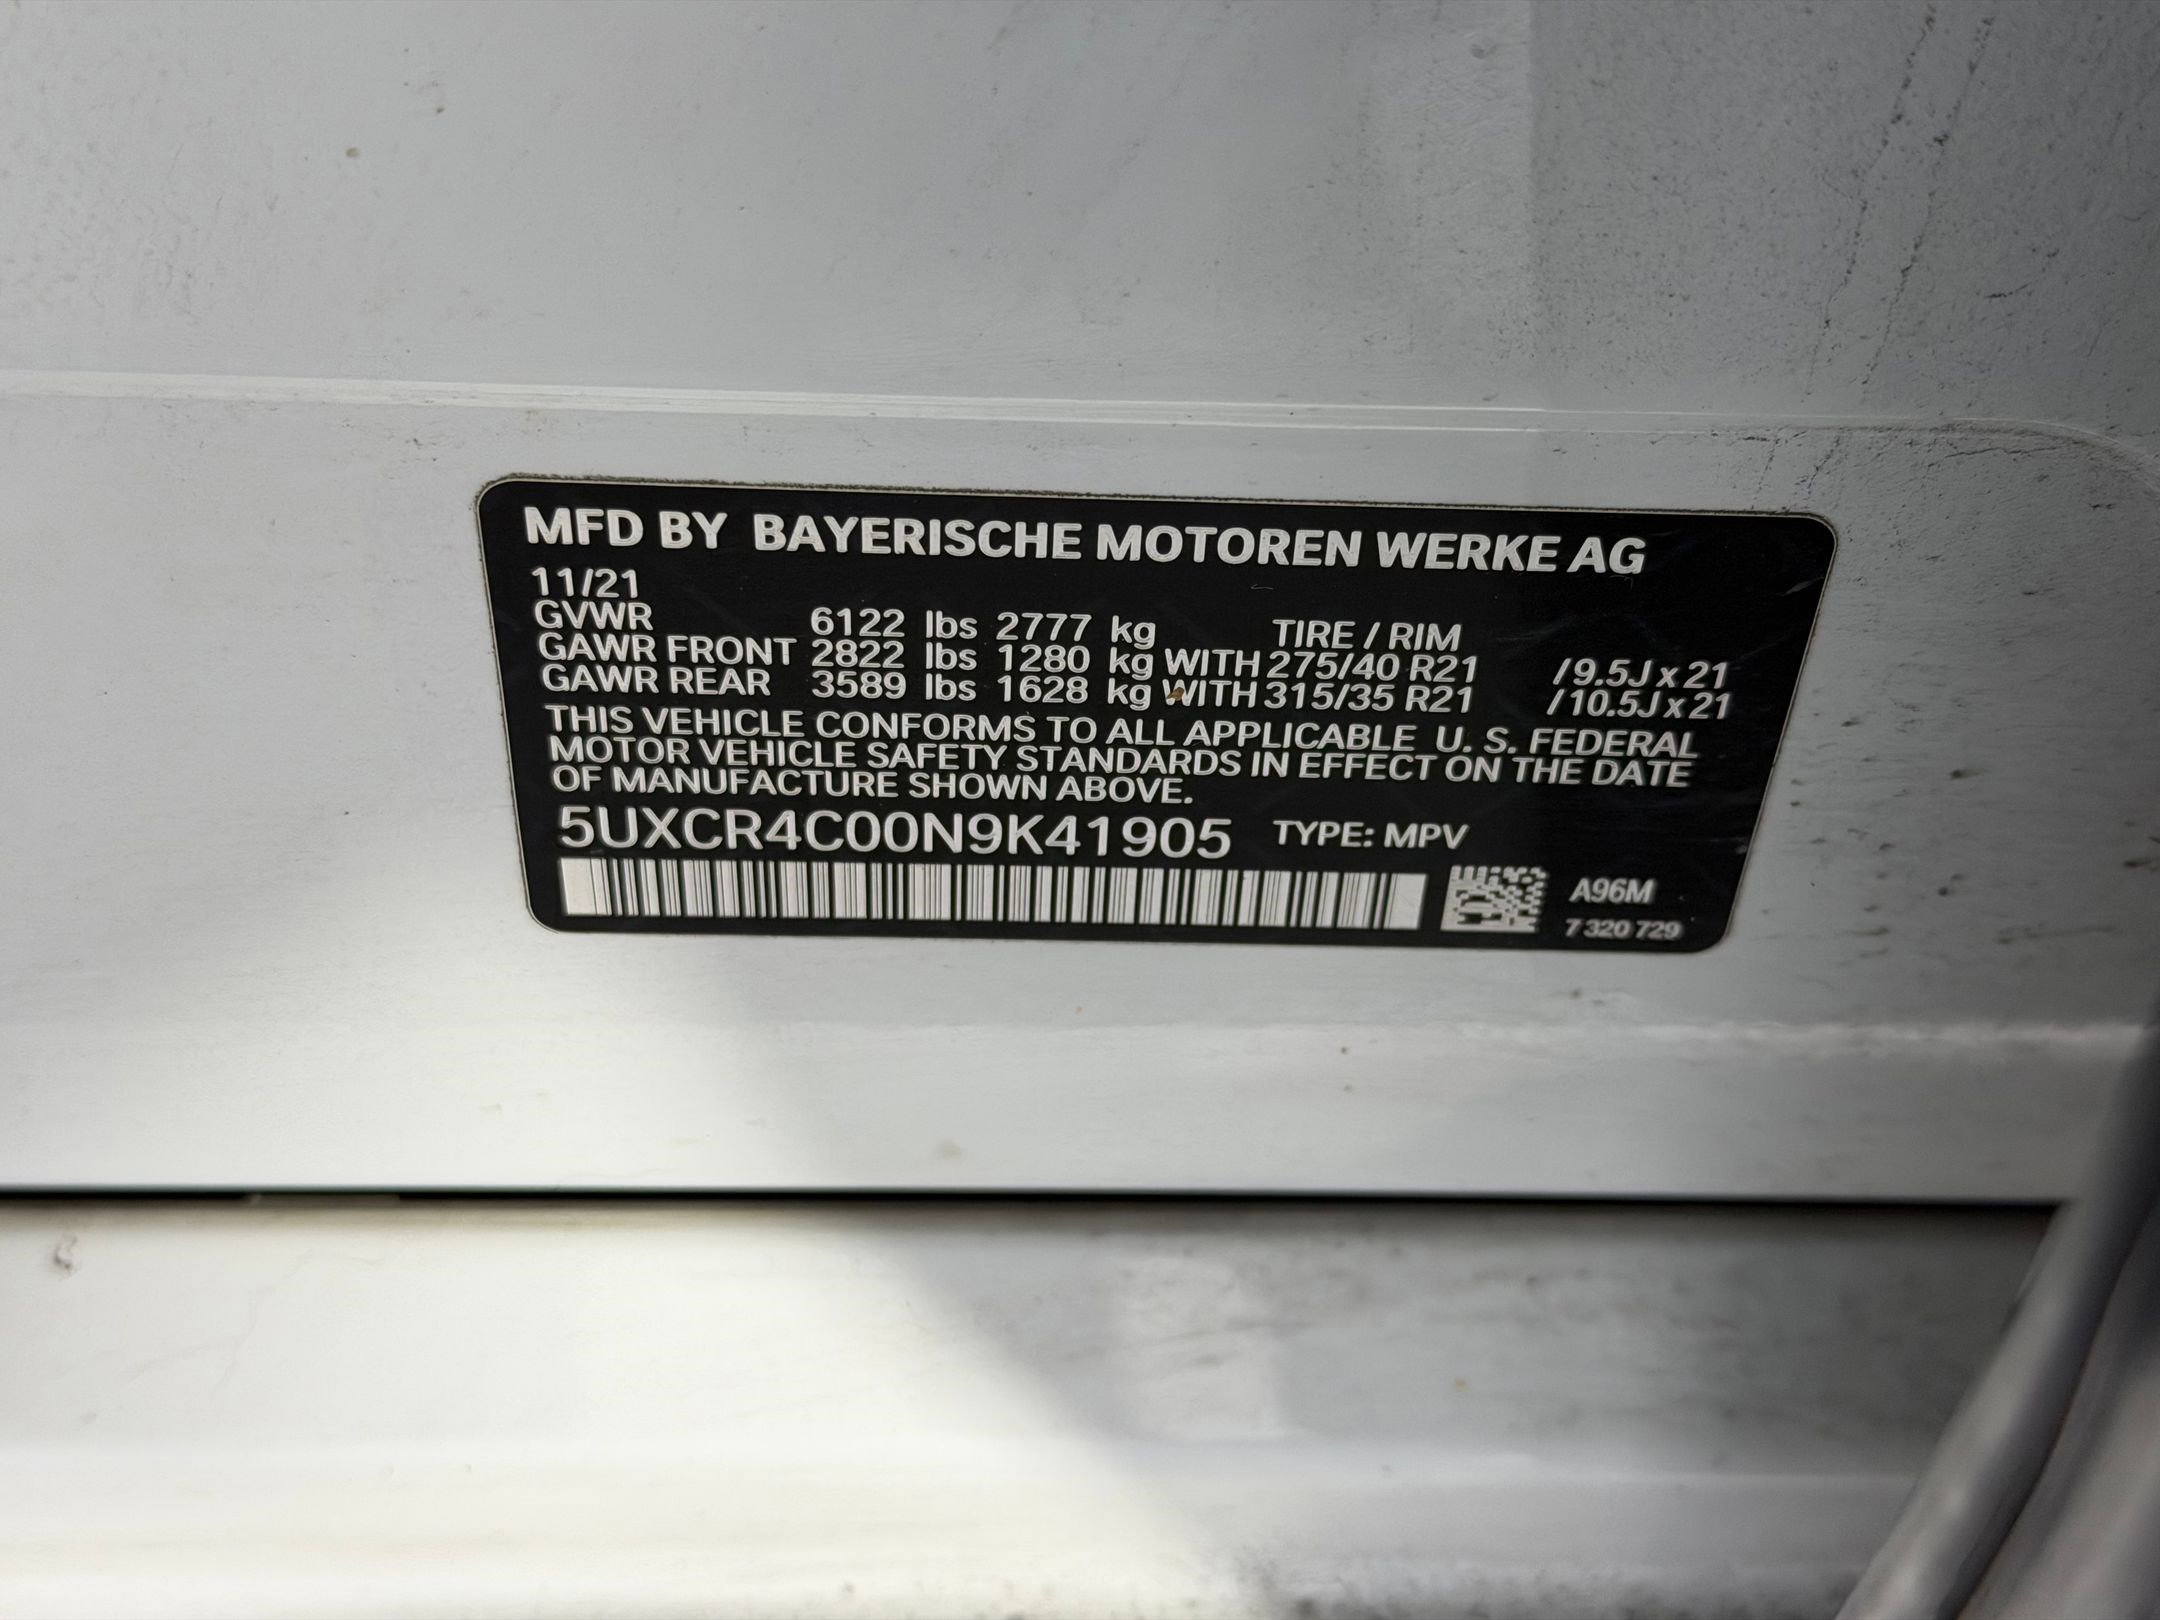 MFD BY BAYERISCHE MOTOREN WERKE AG
11/21
GVWR 6122 lbs 2777 kg TIRE / RIM
GAWR FRONT 2822 lbs 1280 kg WITH 275/40 R21 /9.5J x 21
GAWR REAR 3589 lbs 1628 kg WITH 315/35 R21 /10.5J x 21
THIS VEHICLE CONFORMS TO ALL APPLICABLE U. S. FEDERAL
MOTOR VEHICLE SAFETY STANDARDS IN EFFECT ON THE DATE
OF MANUFACTURE SHOWN ABOVE.
5UXCR4C00N9K41905 TYPE: MPV
A96M
7 320 729